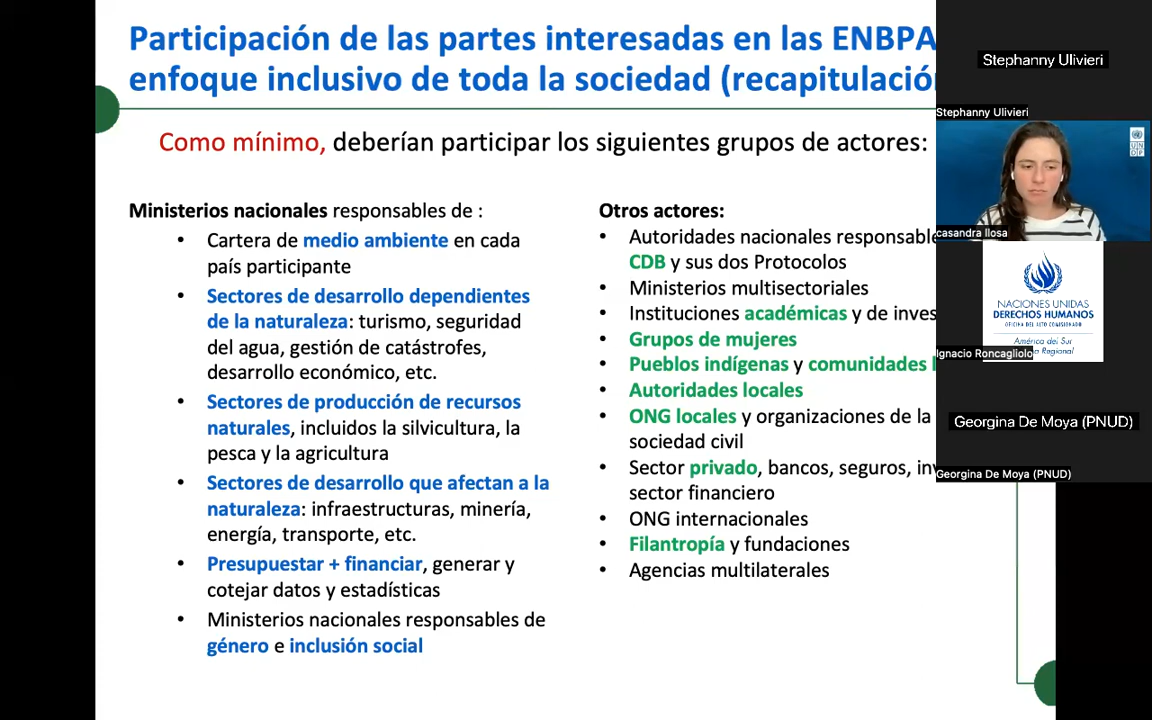 Participación de las partes interesadas en las ENBPA
enfoque inclusivo de toda la sociedad (recapitulación
Como mínimo, deberían participar los siguientes grupos de actores:
Ministerios nacionales responsables de :
• Cartera de medio ambiente en cada
país participante
• Sectores de desarrollo dependientes
de la naturaleza: turismo, seguridad
del agua, gestión de catástrofes,
desarrollo económico, etc.
• Sectores de producción de recursos
naturales, incluidos la silvicultura, la
pesca y la agricultura
• Sectores de desarrollo que afectan a la
naturaleza: infraestructuras, minería,
energía, transporte, etc.
• Presupuestar + financiar, generar y
cotejar datos y estadísticas
• Ministerios nacionales responsables de
género e inclusión social
Otros actores:
• Autoridades nacionales
CDB y sus dos Protocolos
• Ministerios multisectoriales
• Instituciones académicas y de
• Grupos de mujeres
• Pueblos indígenas y comunidades
• Autoridades locales
• ONG locales y organizaciones de la
sociedad civil
• Sector privado, bancos, seguros,
sector financiero
• ONG internacionales
• Filantropía y fundaciones
• Agencias multilaterales
Stephanny Ulivieri
Stephanny Ulivieri
UN
DP
casandra llosa
NACIONES UNIDAS
DERECHOS HUMANOS
OFICINA DEL ALTO COMISIONADO
América del Sur
Regional
Ignacio Roncagliolo
Georgina De Moya (PNUD)
Georgina De Moya (PNUD)